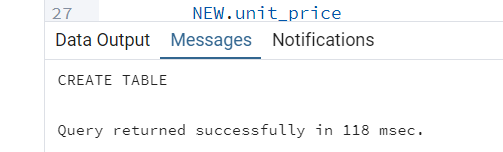 27 NEW.unit_price
Data Output Messages Notifications
CREATE TABLE
Query returned successfully in 118 msec.